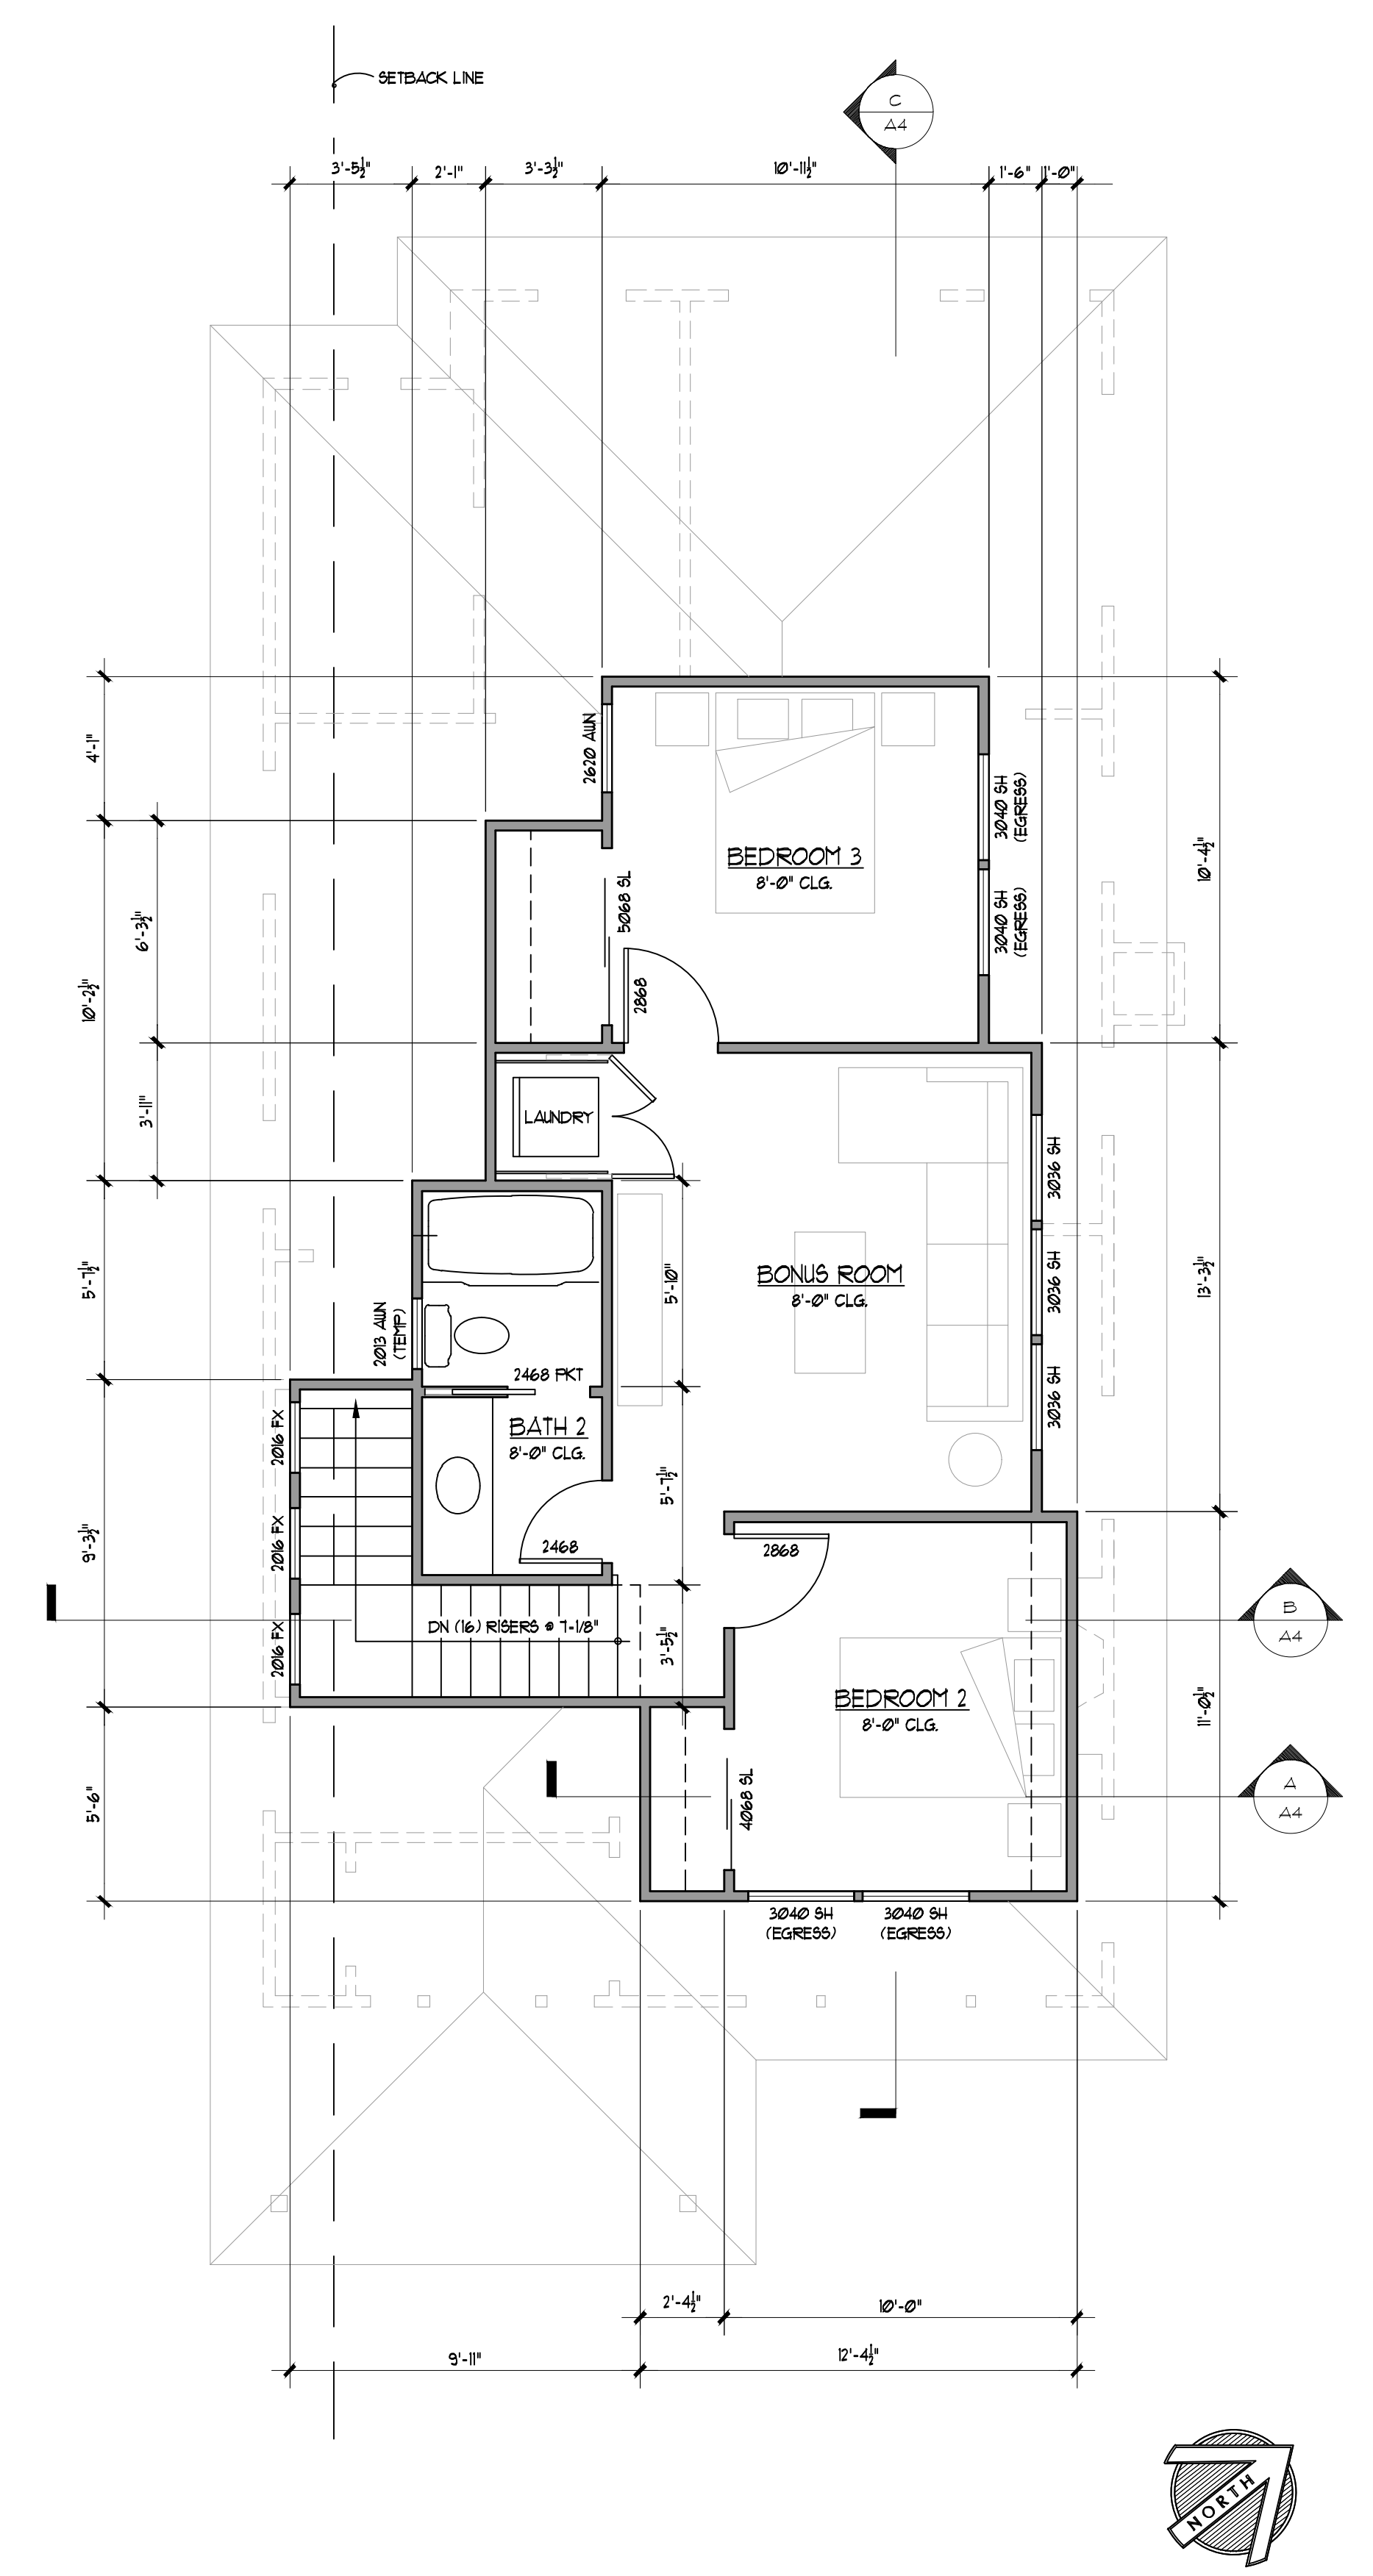 SETBACK LINE
C
A4
3'-5½"
2'-1"
3'-3½"
10'-11½"
1'-6"
1'-0"
4'-1"
2620 AWN
3040 SH
(EGRESS)
BEDROOM 3
8'-0" CLG.
10'-4½"
5068 SL
3040 SH
(EGRESS)
6'-3½"
10'-2½"
2868
3'-11"
LAUNDRY
3036 SH
5'-7½"
5'-10"
BONUS ROOM
8'-0" CLG.
3036 SH
13'-3½"
2013 AWN
(TEMP)
2468 PKT
3036 SH
2016 FX
BATH 2
8'-0" CLG.
5'-7½"
9'-3½"
2016 FX
2468
2868
B
A4
DN (16) RISERS @ 7-1/8"
2016 FX
3'-5½"
BEDROOM 2
8'-0" CLG.
11'-0½"
5'-6"
4068 SL
A
A4
3040 SH
(EGRESS)
3040 SH
(EGRESS)
2'-4½"
10'-0"
9'-11"
12'-4½"
NORTH